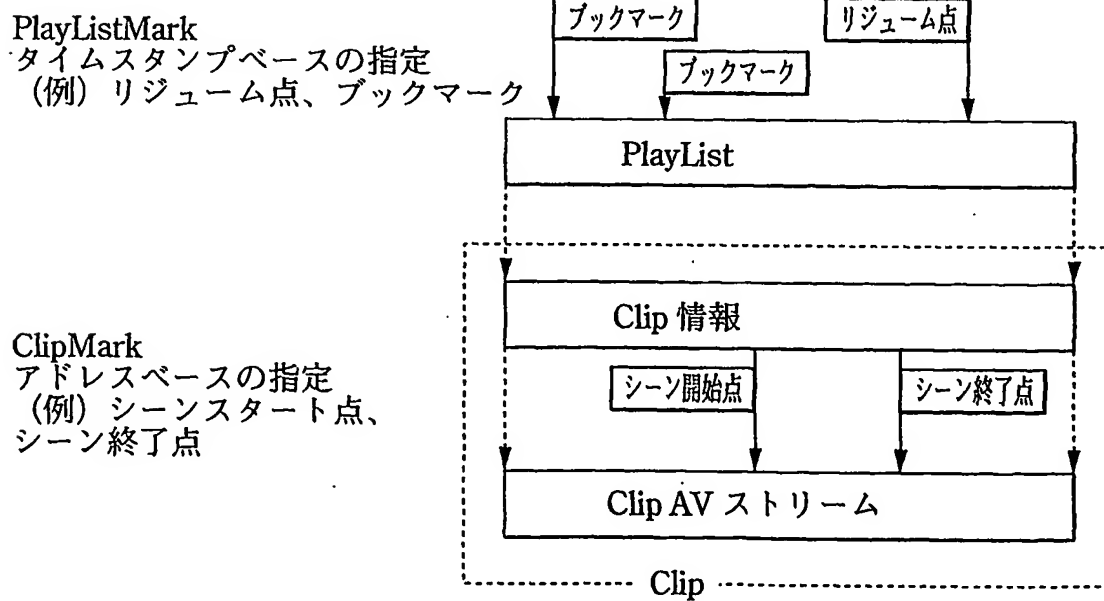 PlayListMark
タイムスタンプベースの指定
(例) リジューム点、ブックマーク
ブックマーク
リジューム点
ブックマーク
PlayList
Clip 情報
ClipMark
アドレスベースの指定
(例) シーンスタート点、
シーン終了点
シーン開始点
シーン終了点
Clip AV ストリーム
Clip